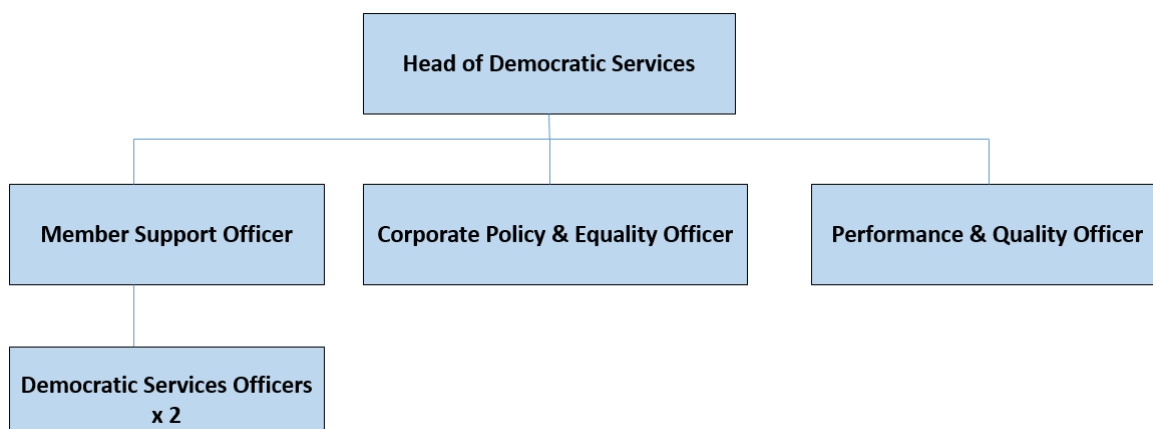 Head of Democratic Services
Member Support Officer
Corporate Policy & Equality Officer
Performance & Quality Officer
Democratic Services Officers
x 2